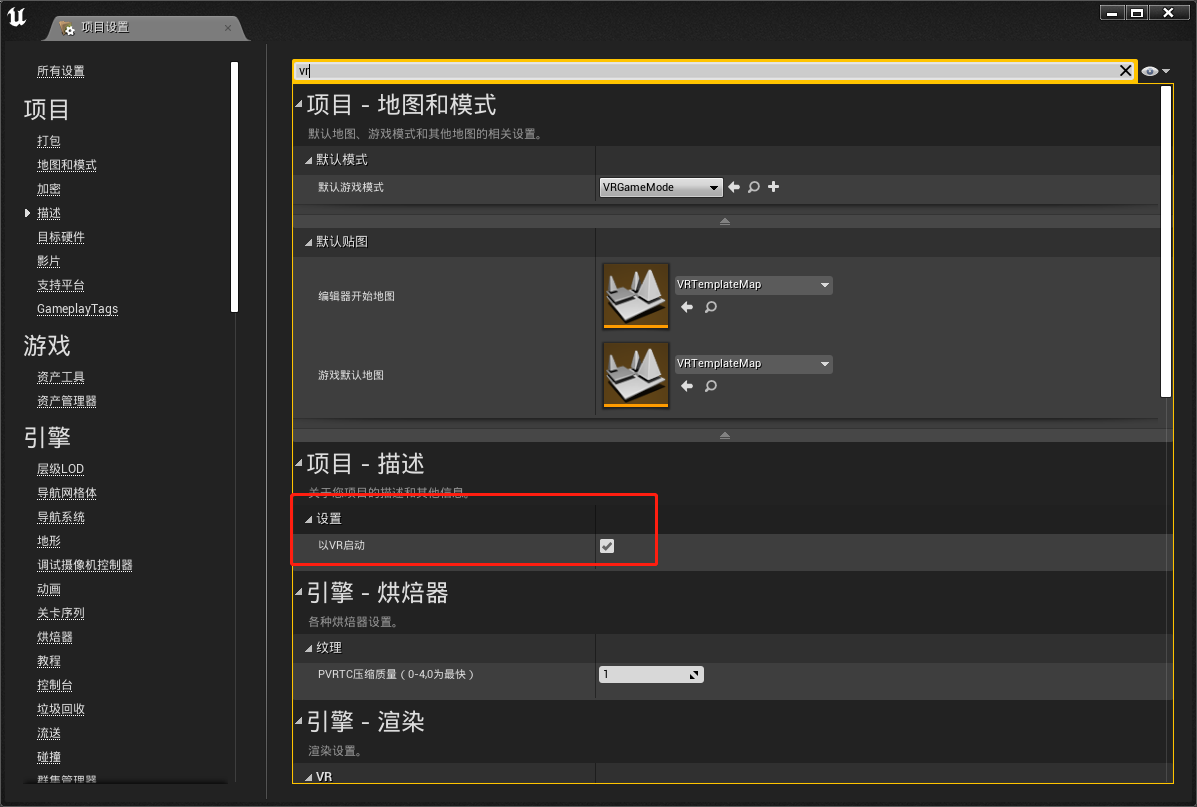 项目设置
所有设置
项目
打包
地图和模式
加密
描述
目标硬件
影片
支持平台
GameplayTags
游戏
资产工具
资产管理器
引擎
层级LOD
导航网格体
导航系统
地形
调试摄像机控制器
动画
关卡序列
烘焙器
教程
控制台
垃圾回收
流送
碰撞
群集管理器
vr
项目 - 地图和模式
默认地图、游戏模式和其他地图的相关设置。
默认模式
默认游戏模式
VRGameMode
默认贴图
编辑器开始地图
VRTemplateMap
游戏默认地图
VRTemplateMap
项目 - 描述
关于您项目的描述和其他信息。
设置
以VR启动
引擎 - 烘焙器
各种烘焙器设置。
纹理
PVRTC压缩质量（0-4,0为最快）
1
引擎 - 渲染
渲染设置。
VR